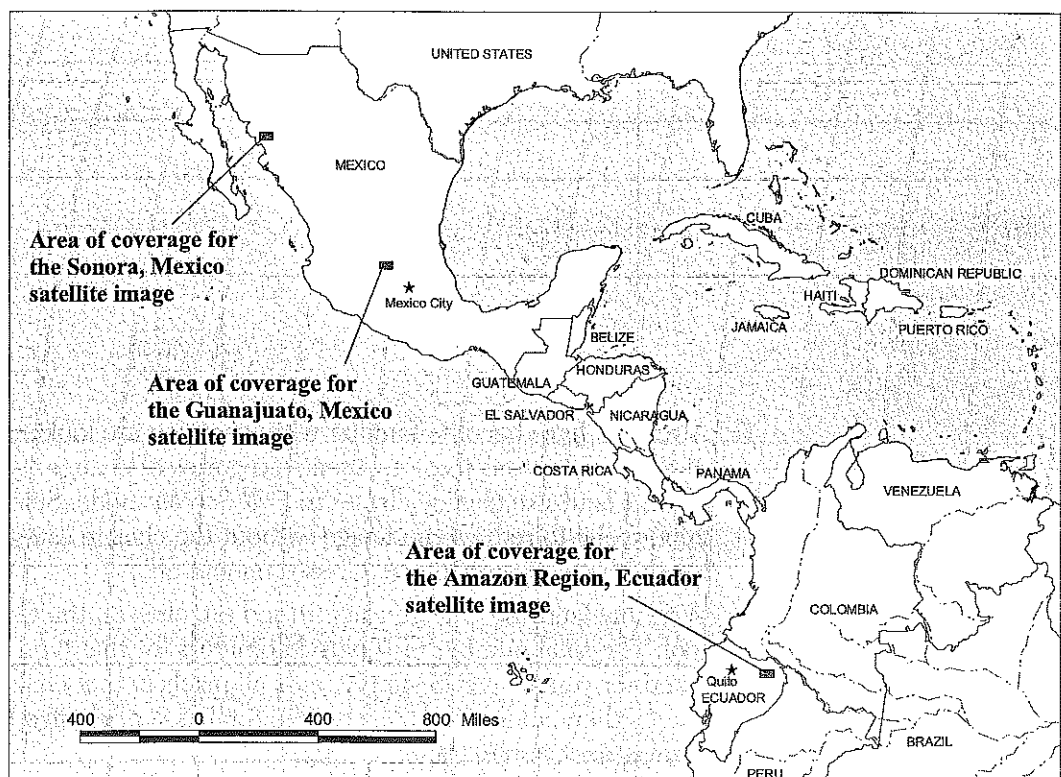 UNITED STATES
MEXICO
CUBA
Area of coverage for
the Sonora, Mexico
satellite image
DOMINICAN REPUBLIC
HAITI
Mexico City
JAMAICA
PUERTO RICO
BELIZE
Area of coverage for
the Guanajuato, Mexico
satellite image
GUATEMALA
HONDURAS
EL SALVADOR
NICARAGUA
COSTA RICA
PANAMA
VENEZUELA
Area of coverage for
the Amazon Region, Ecuador
satellite image
COLOMBIA
Quito
ECUADOR
400 0 400 800 Miles
BRAZIL
PERU